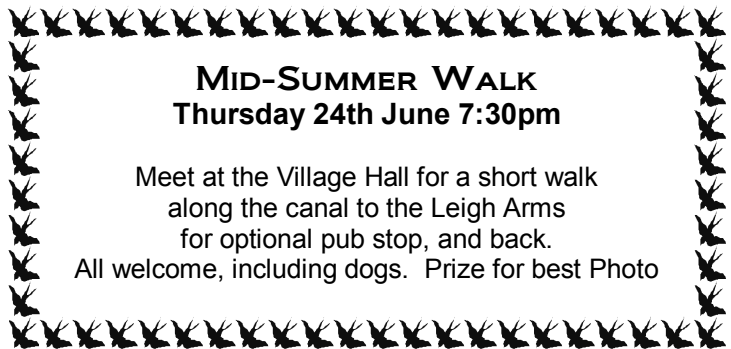 Mid-Summer Walk
Thursday 24th June 7:30pm
Meet at the Village Hall for a short walk
along the canal to the Leigh Arms
for optional pub stop, and back.
All welcome, including dogs.  Prize for best Photo